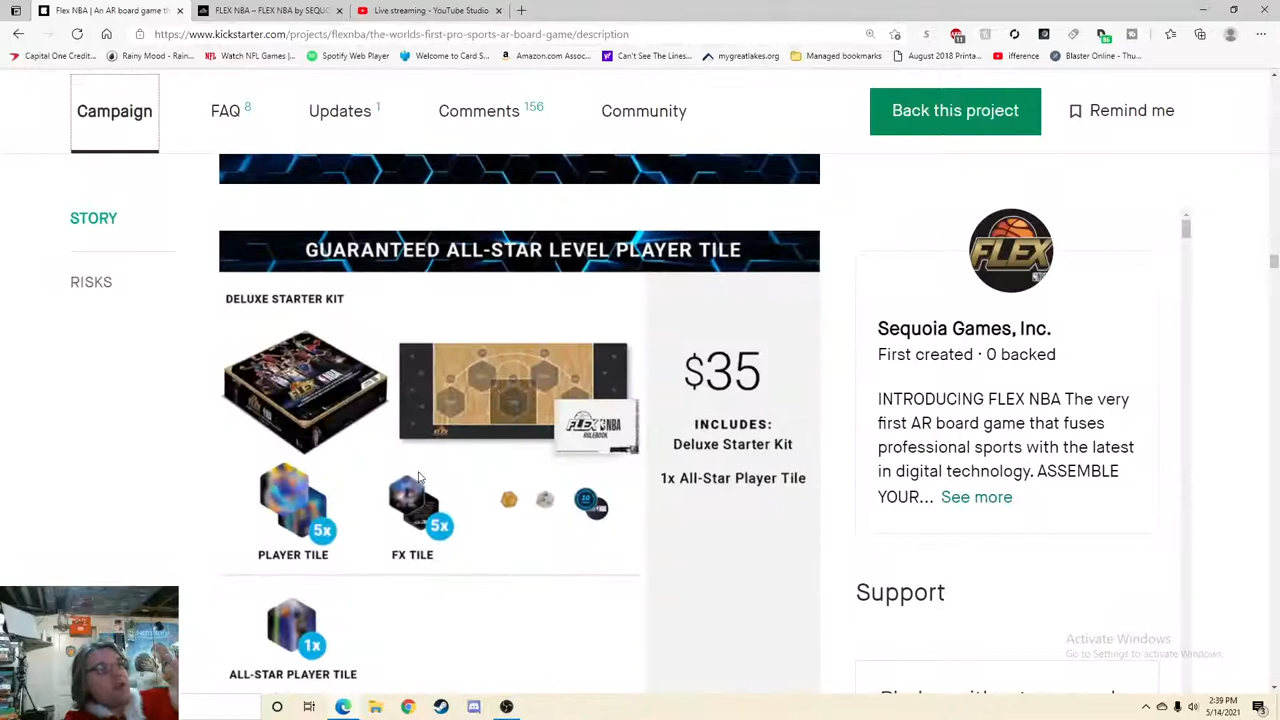 Flex NBA | An AR board game th
FLEX NBA – FLEX NBA by SEQUO
Live streaming - YouTube Studio
https://www.kickstarter.com/projects/flexnba/the-worlds-first-pro-sports-ar-board-game/description
Capital One Credit...
Rainy Mood - Rain...
Watch NFL Games |...
Spotify Web Player
Welcome to Card S...
Amazon.com Assoc...
Can't See The Lines...
mygreatlakes.org
Managed bookmarks
August 2018 Printa...
ifference
Blaster Online - Thu...
Campaign
FAQ 8
Updates 1
Comments 156
Community
Back this project
Remind me
STORY
RISKS
GUARANTEED ALL-STAR LEVEL PLAYER TILE
DELUXE STARTER KIT
FLEX NBA
RULEBOOK
5x
PLAYER TILE
5x
FX TILE
10
1x
ALL-STAR PLAYER TILE
$35
INCLUDES:
Deluxe Starter Kit
1x All-Star Player Tile
FLEX
Sequoia Games, Inc.
First created · 0 backed
INTRODUCING FLEX NBA The very
first AR board game that fuses
professional sports with the latest
in digital technology. ASSEMBLE
YOUR... See more
Support
Activate Windows
Go to Settings to activate Windows.
2:39 PM
5/14/2021